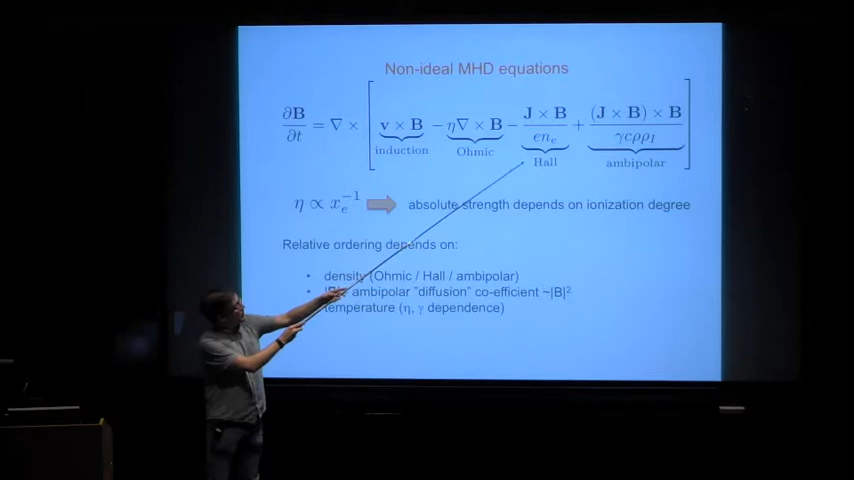 Non-ideal MHD equations
∂B/∂t = ∇ × [ v × B − η∇ × B − (J × B)/(en_e) + ((J × B) × B)/(γcρρ_I) ]
induction Ohmic Hall ambipolar
η ∝ x_e^{-1} absolute strength depends on ionization degree
Relative ordering depends on:
• density (Ohmic / Hall / ambipolar)
• ambipolar "diffusion" co-efficient ~|B|²
temperature (η, γ dependence)